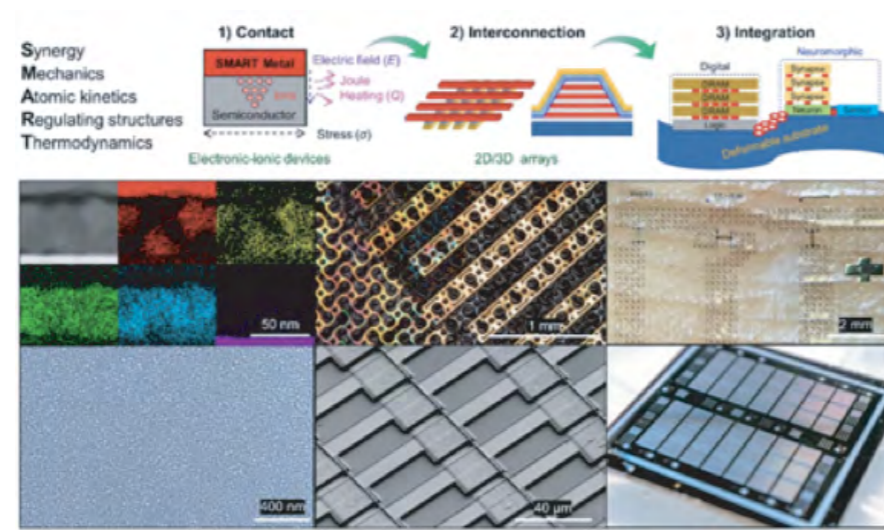 Synergy
Mechanics
Atomic kinetics
Regulating structures
Thermodynamics
1) Contact
SMART Metal
Semiconductor
Electric field (E)
Joule
Heating (Q)
Stress (σ)
Electronic-ionic devices
2) Interconnection
2D/3D arrays
3) Integration
Digital
DRAM
DRAM
DRAM
DRAM
Logic
Neuromorphic
Synapse
Neuron
Sensor
Deformable substrate
50 nm
1 mm
2 mm
400 nm
40 μm